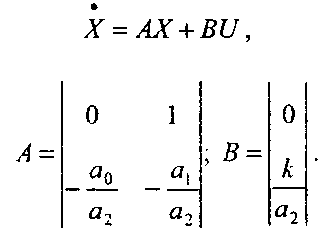 Ẋ = AX + BU ,
A = | 0 1 ; -a₀/a₂ -a₁/a₂ | ; B = | 0 ; k/a₂ | .